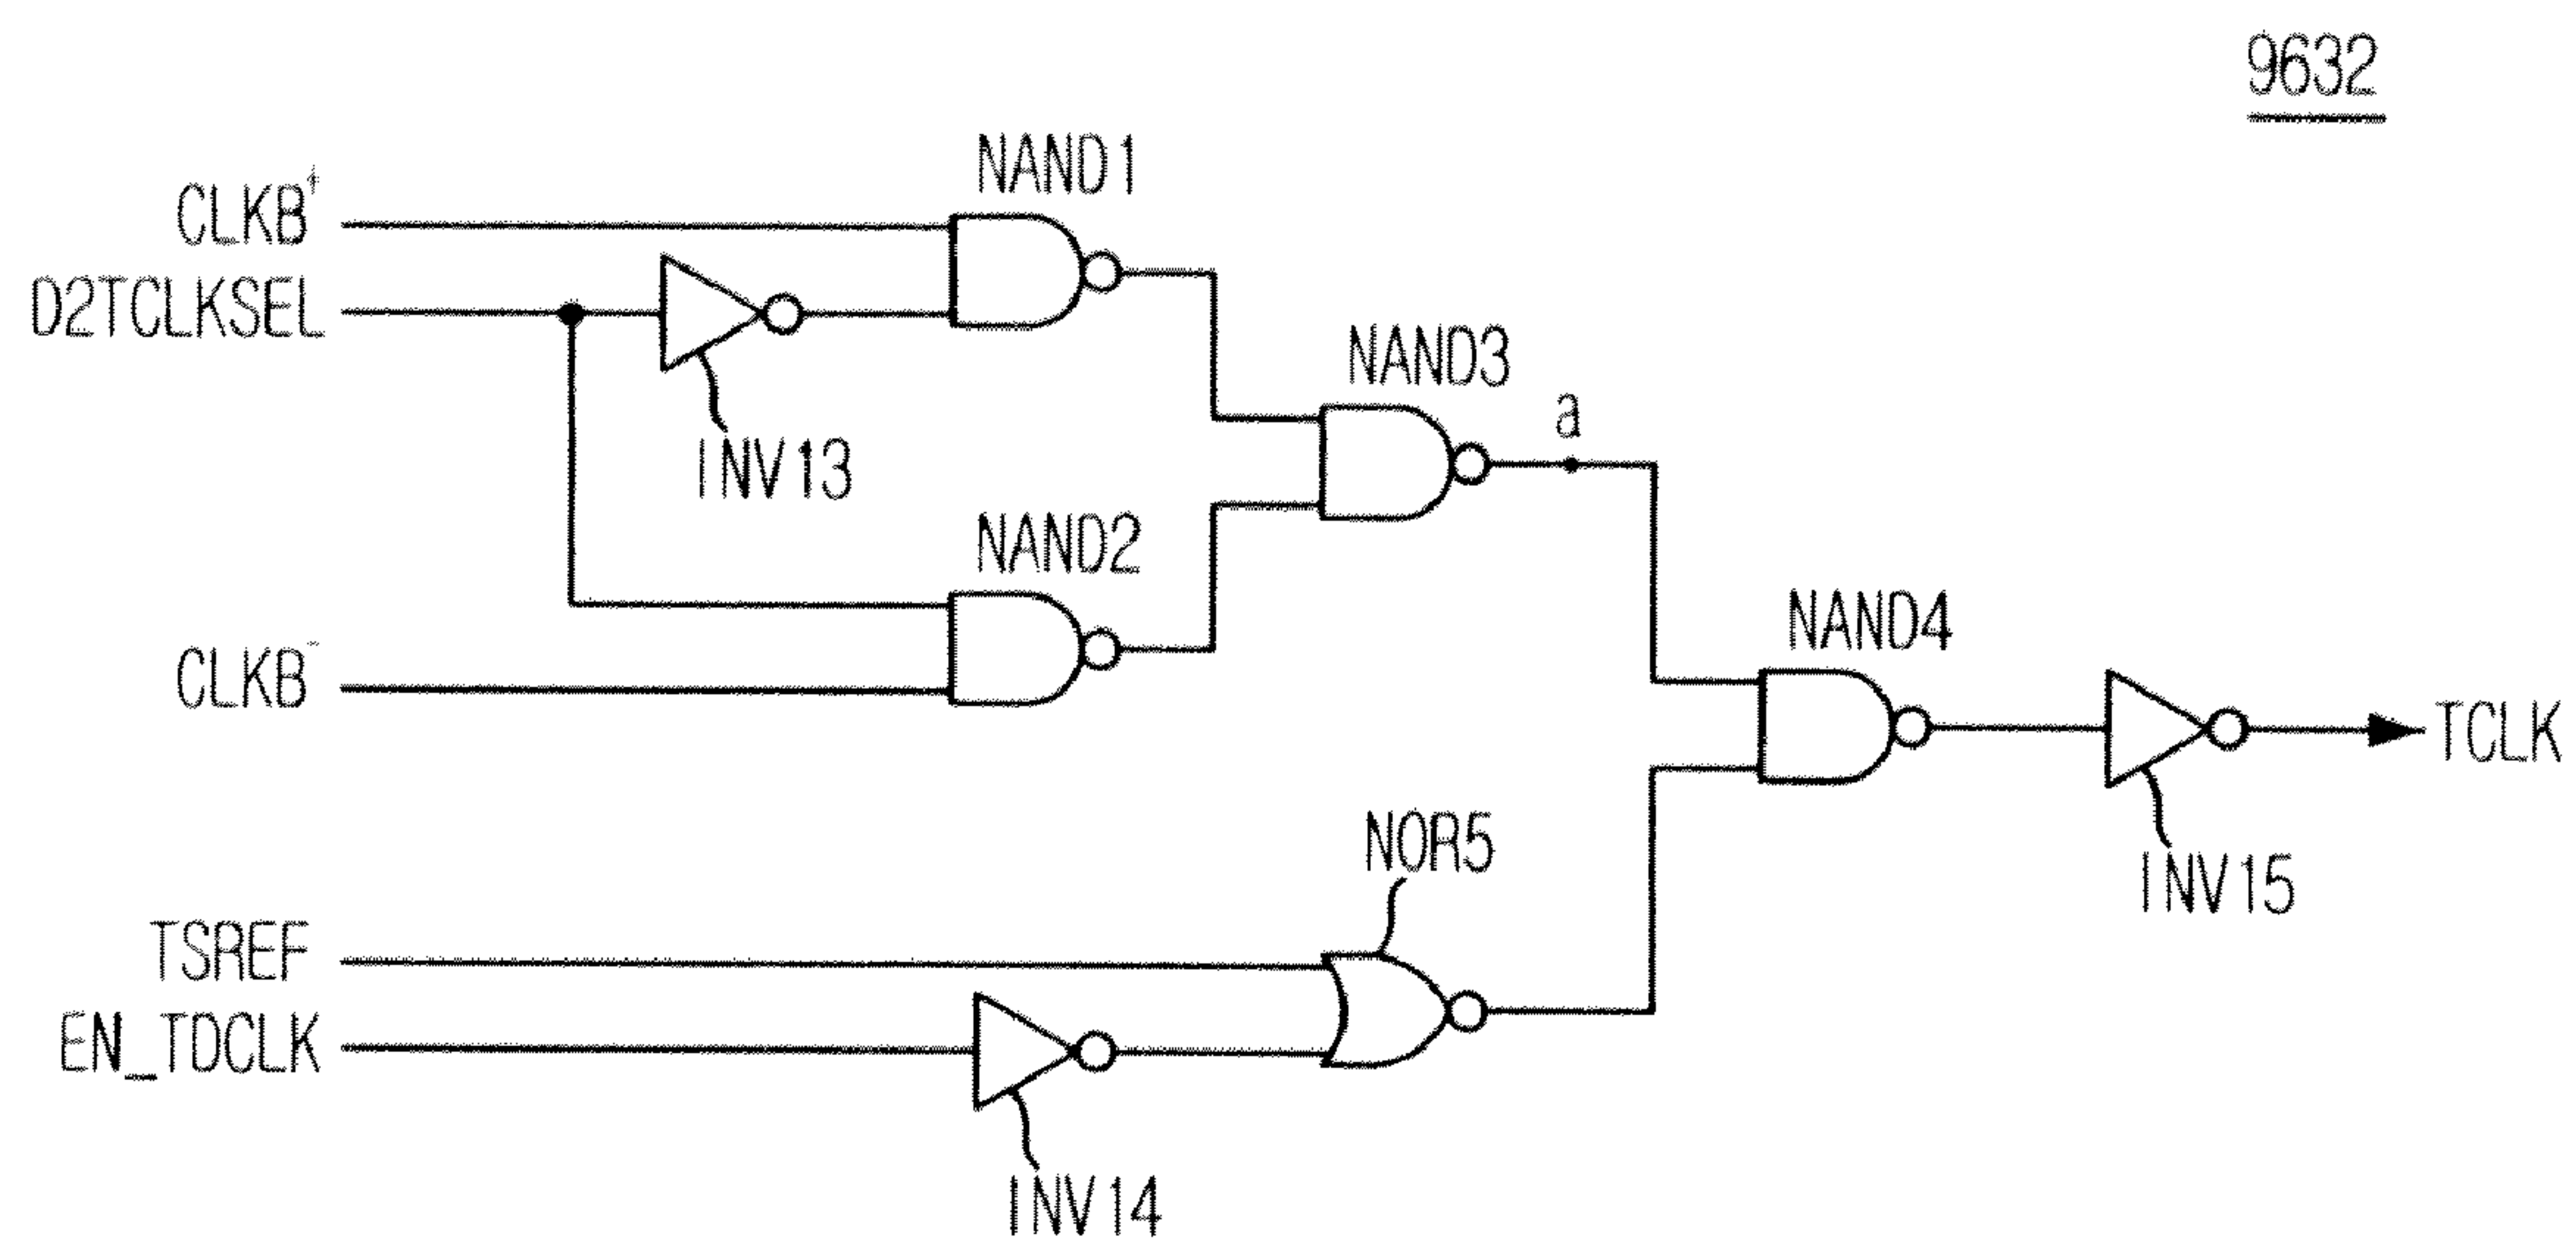 9632
NAND1
CLKB+
D2TCLKSEL
NAND3
a
INV13
NAND2
NAND4
CLKB-
TCLK
NOR5
INV15
TSREF
EN_TDCLK
INV14